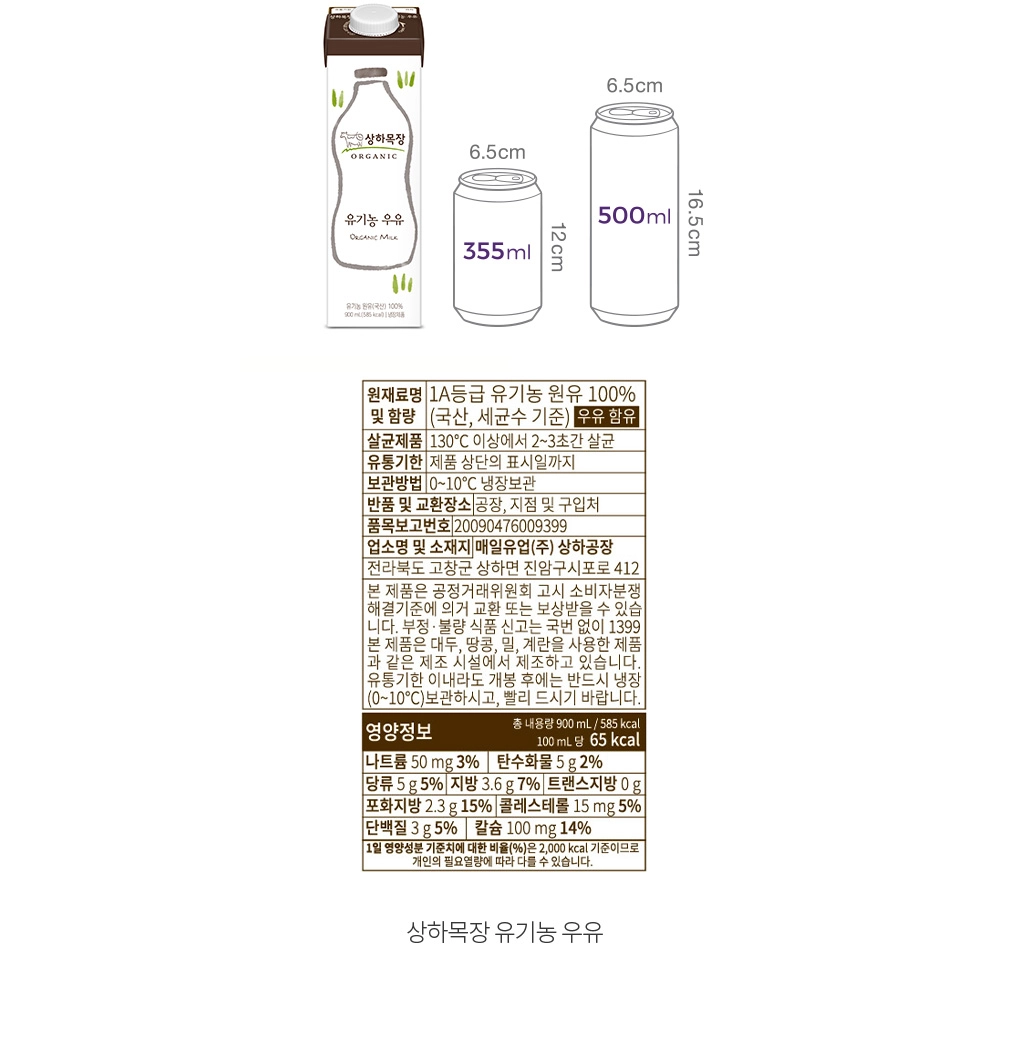 상하목장
ORGANIC
유기농 우유
ORGANIC MILK
유기농 원유(국산) 100%
900 mL(585 kcal) | 냉장제품
6.5cm
355ml
12cm
6.5cm
500ml
16.5cm
원재료명 및 함량 1A등급 유기농 원유 100%
(국산, 세균수 기준) 우유 함유
살균제품 130°C 이상에서 2~3초간 살균
유통기한 제품 상단의 표시일까지
보관방법 0~10°C 냉장보관
반품 및 교환장소 공장, 지점 및 구입처
품목보고번호 20090476009399
업소명 및 소재지 매일유업(주) 상하공장
전라북도 고창군 상하면 진암구시포로 412
본 제품은 공정거래위원회 고시 소비자분쟁
해결기준에 의거 교환 또는 보상받을 수 있습
니다. 부정·불량 식품 신고는 국번 없이 1399
본 제품은 대두, 땅콩, 밀, 계란을 사용한 제품
과 같은 제조 시설에서 제조하고 있습니다.
유통기한 이내라도 개봉 후에는 반드시 냉장
(0~10°C)보관하시고, 빨리 드시기 바랍니다.
영양정보 총 내용량 900 mL / 585 kcal
100 mL 당 65 kcal
나트륨 50 mg 3% 탄수화물 5 g 2%
당류 5 g 5% 지방 3.6 g 7% 트랜스지방 0 g
포화지방 2.3 g 15% 콜레스테롤 15 mg 5%
단백질 3 g 5% 칼슘 100 mg 14%
1일 영양성분 기준치에 대한 비율(%)은 2,000 kcal 기준이므로
개인의 필요열량에 따라 다를 수 있습니다.
상하목장 유기농 우유